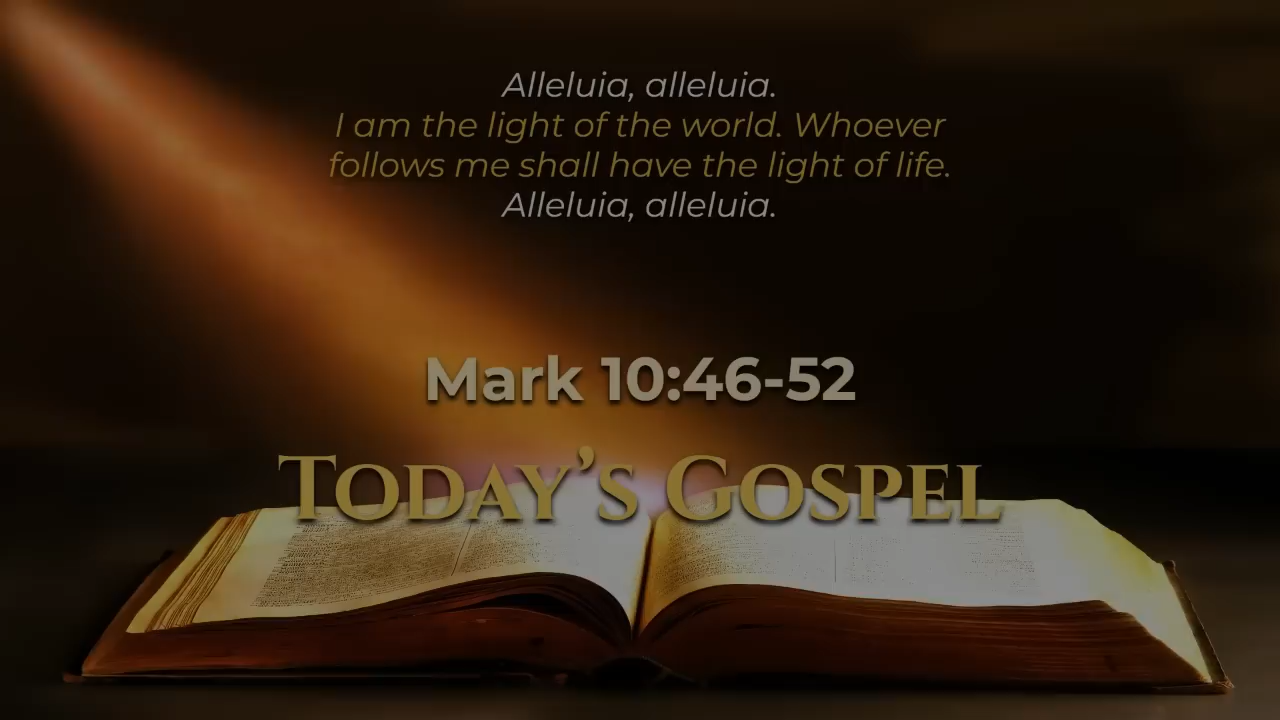 Alleluia, alleluia.
I am the light of the world. Whoever
follows me shall have the light of life.
Alleluia, alleluia.
Mark 10:46-52
Today's Gospel